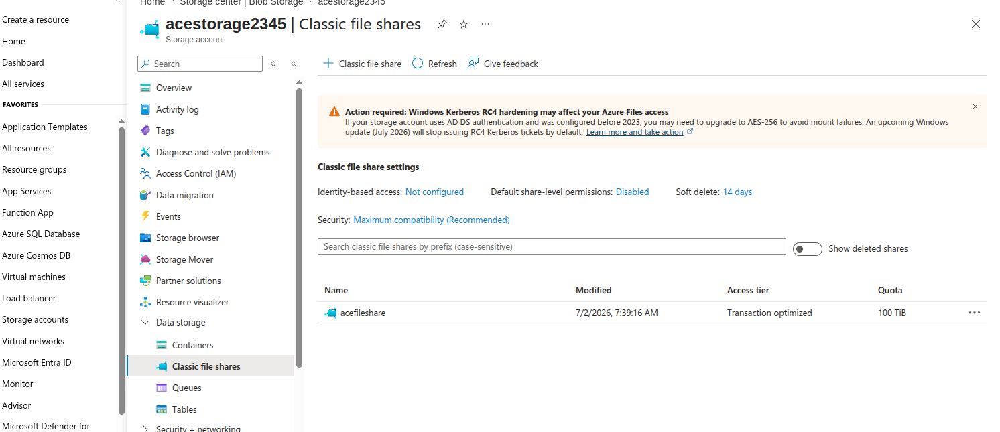 Home > Storage center | Blob Storage > acestorage2345
Create a resource
Home
Dashboard
All services
FAVORITES
Application Templates
All resources
Resource groups
App Services
Function App
Azure SQL Database
Azure Cosmos DB
Virtual machines
Load balancer
Storage accounts
Virtual networks
Microsoft Entra ID
Monitor
Advisor
Microsoft Defender for
acestorage2345 | Classic file shares
Storage account
Search
Overview
Activity log
Tags
Diagnose and solve problems
Access Control (IAM)
Data migration
Events
Storage browser
Storage Mover
Partner solutions
Resource visualizer
Data storage
Containers
Classic file shares
Queues
Tables
Security + networking
Classic file share Refresh Give feedback
Action required: Windows Kerberos RC4 hardening may affect your Azure Files access
If your storage account uses AD DS authentication and was configured before 2023, you may need to upgrade to AES-256 to avoid mount failures. An upcoming Windows
update (July 2026) will stop issuing RC4 Kerberos tickets by default. Learn more and take action
Classic file share settings
Identity-based access: Not configured Default share-level permissions: Disabled Soft delete: 14 days
Security: Maximum compatibility (Recommended)
Search classic file shares by prefix (case-sensitive) Show deleted shares
Name Modified Access tier Quota
acefileshare 7/2/2026, 7:39:16 AM Transaction optimized 100 TiB